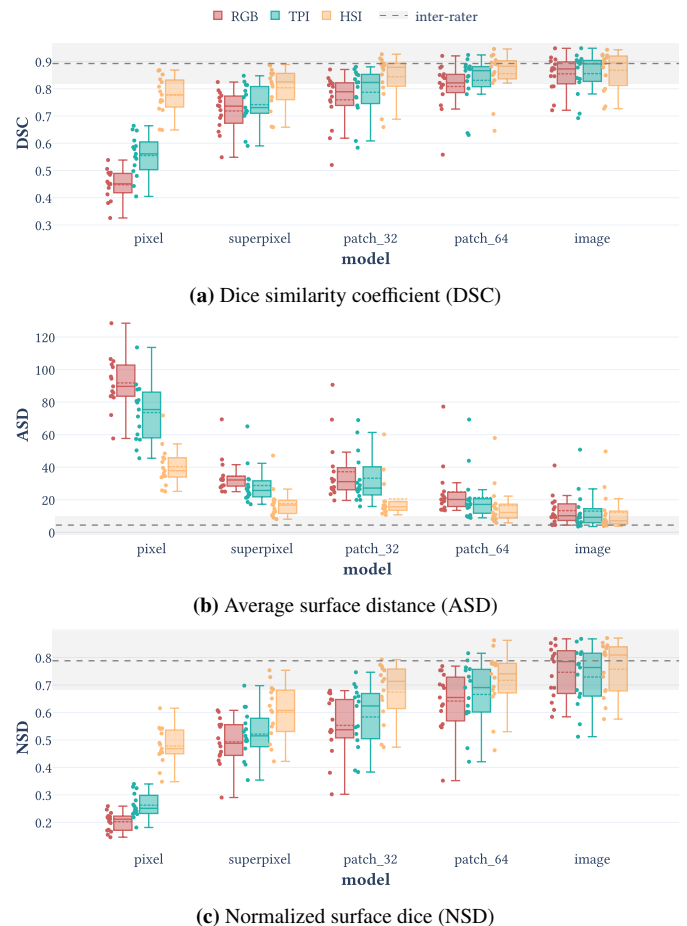 RGB TPI HSI inter-rater
0.9
0.8
0.7
0.6
0.5
0.4
0.3
DSC
pixel superpixel patch_32 patch_64 image
model
(a) Dice similarity coefficient (DSC)
120
100
80
60
40
20
0
ASD
pixel superpixel patch_32 patch_64 image
model
(b) Average surface distance (ASD)
0.8
0.7
0.6
0.5
0.4
0.3
0.2
NSD
pixel superpixel patch_32 patch_64 image
model
(c) Normalized surface dice (NSD)